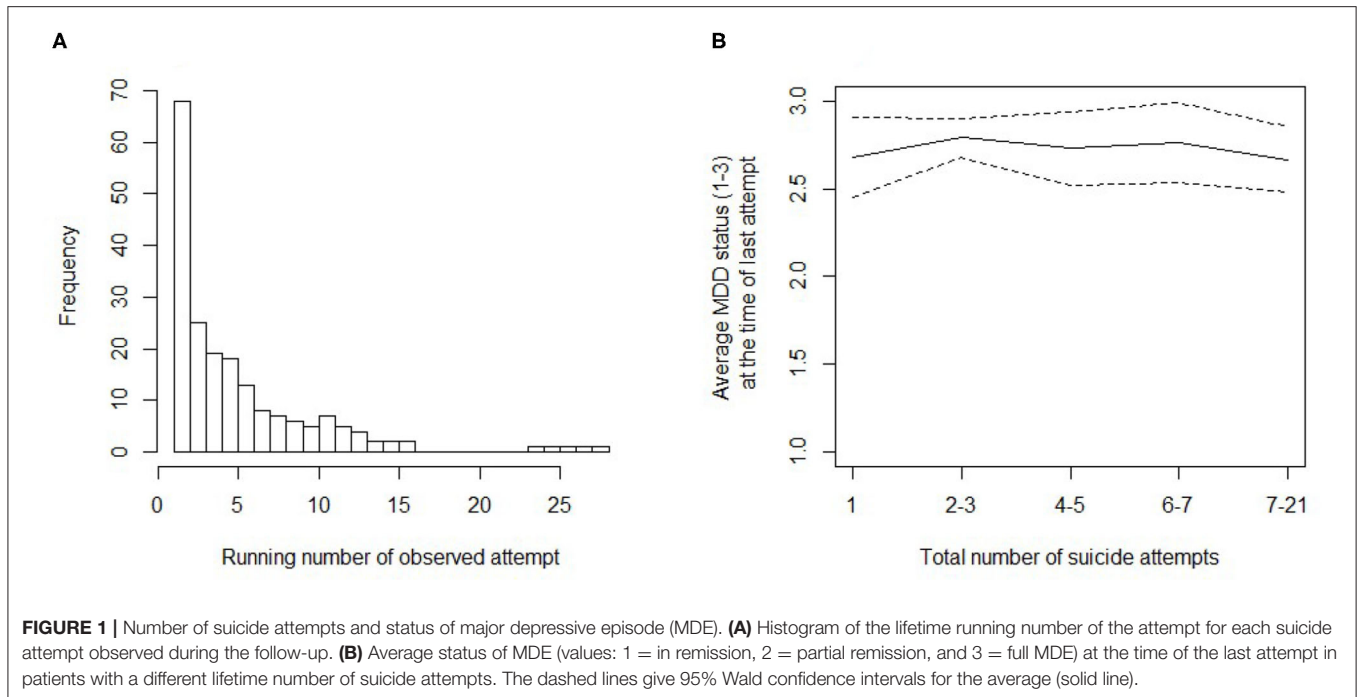 A
B
70
60
50
40
30
20
10
0
Frequency
0 5 10 15 20 25
Running number of observed attempt
3.0
2.5
2.0
1.5
1.0
Average MDD status (1-3)
at the time of last attempt
1 2-3 4-5 6-7 7-21
Total number of suicide attempts
FIGURE 1 | Number of suicide attempts and status of major depressive episode (MDE). (A) Histogram of the lifetime running number of the attempt for each suicide
attempt observed during the follow-up. (B) Average status of MDE (values: 1 = in remission, 2 = partial remission, and 3 = full MDE) at the time of the last attempt in
patients with a different lifetime number of suicide attempts. The dashed lines give 95% Wald confidence intervals for the average (solid line).